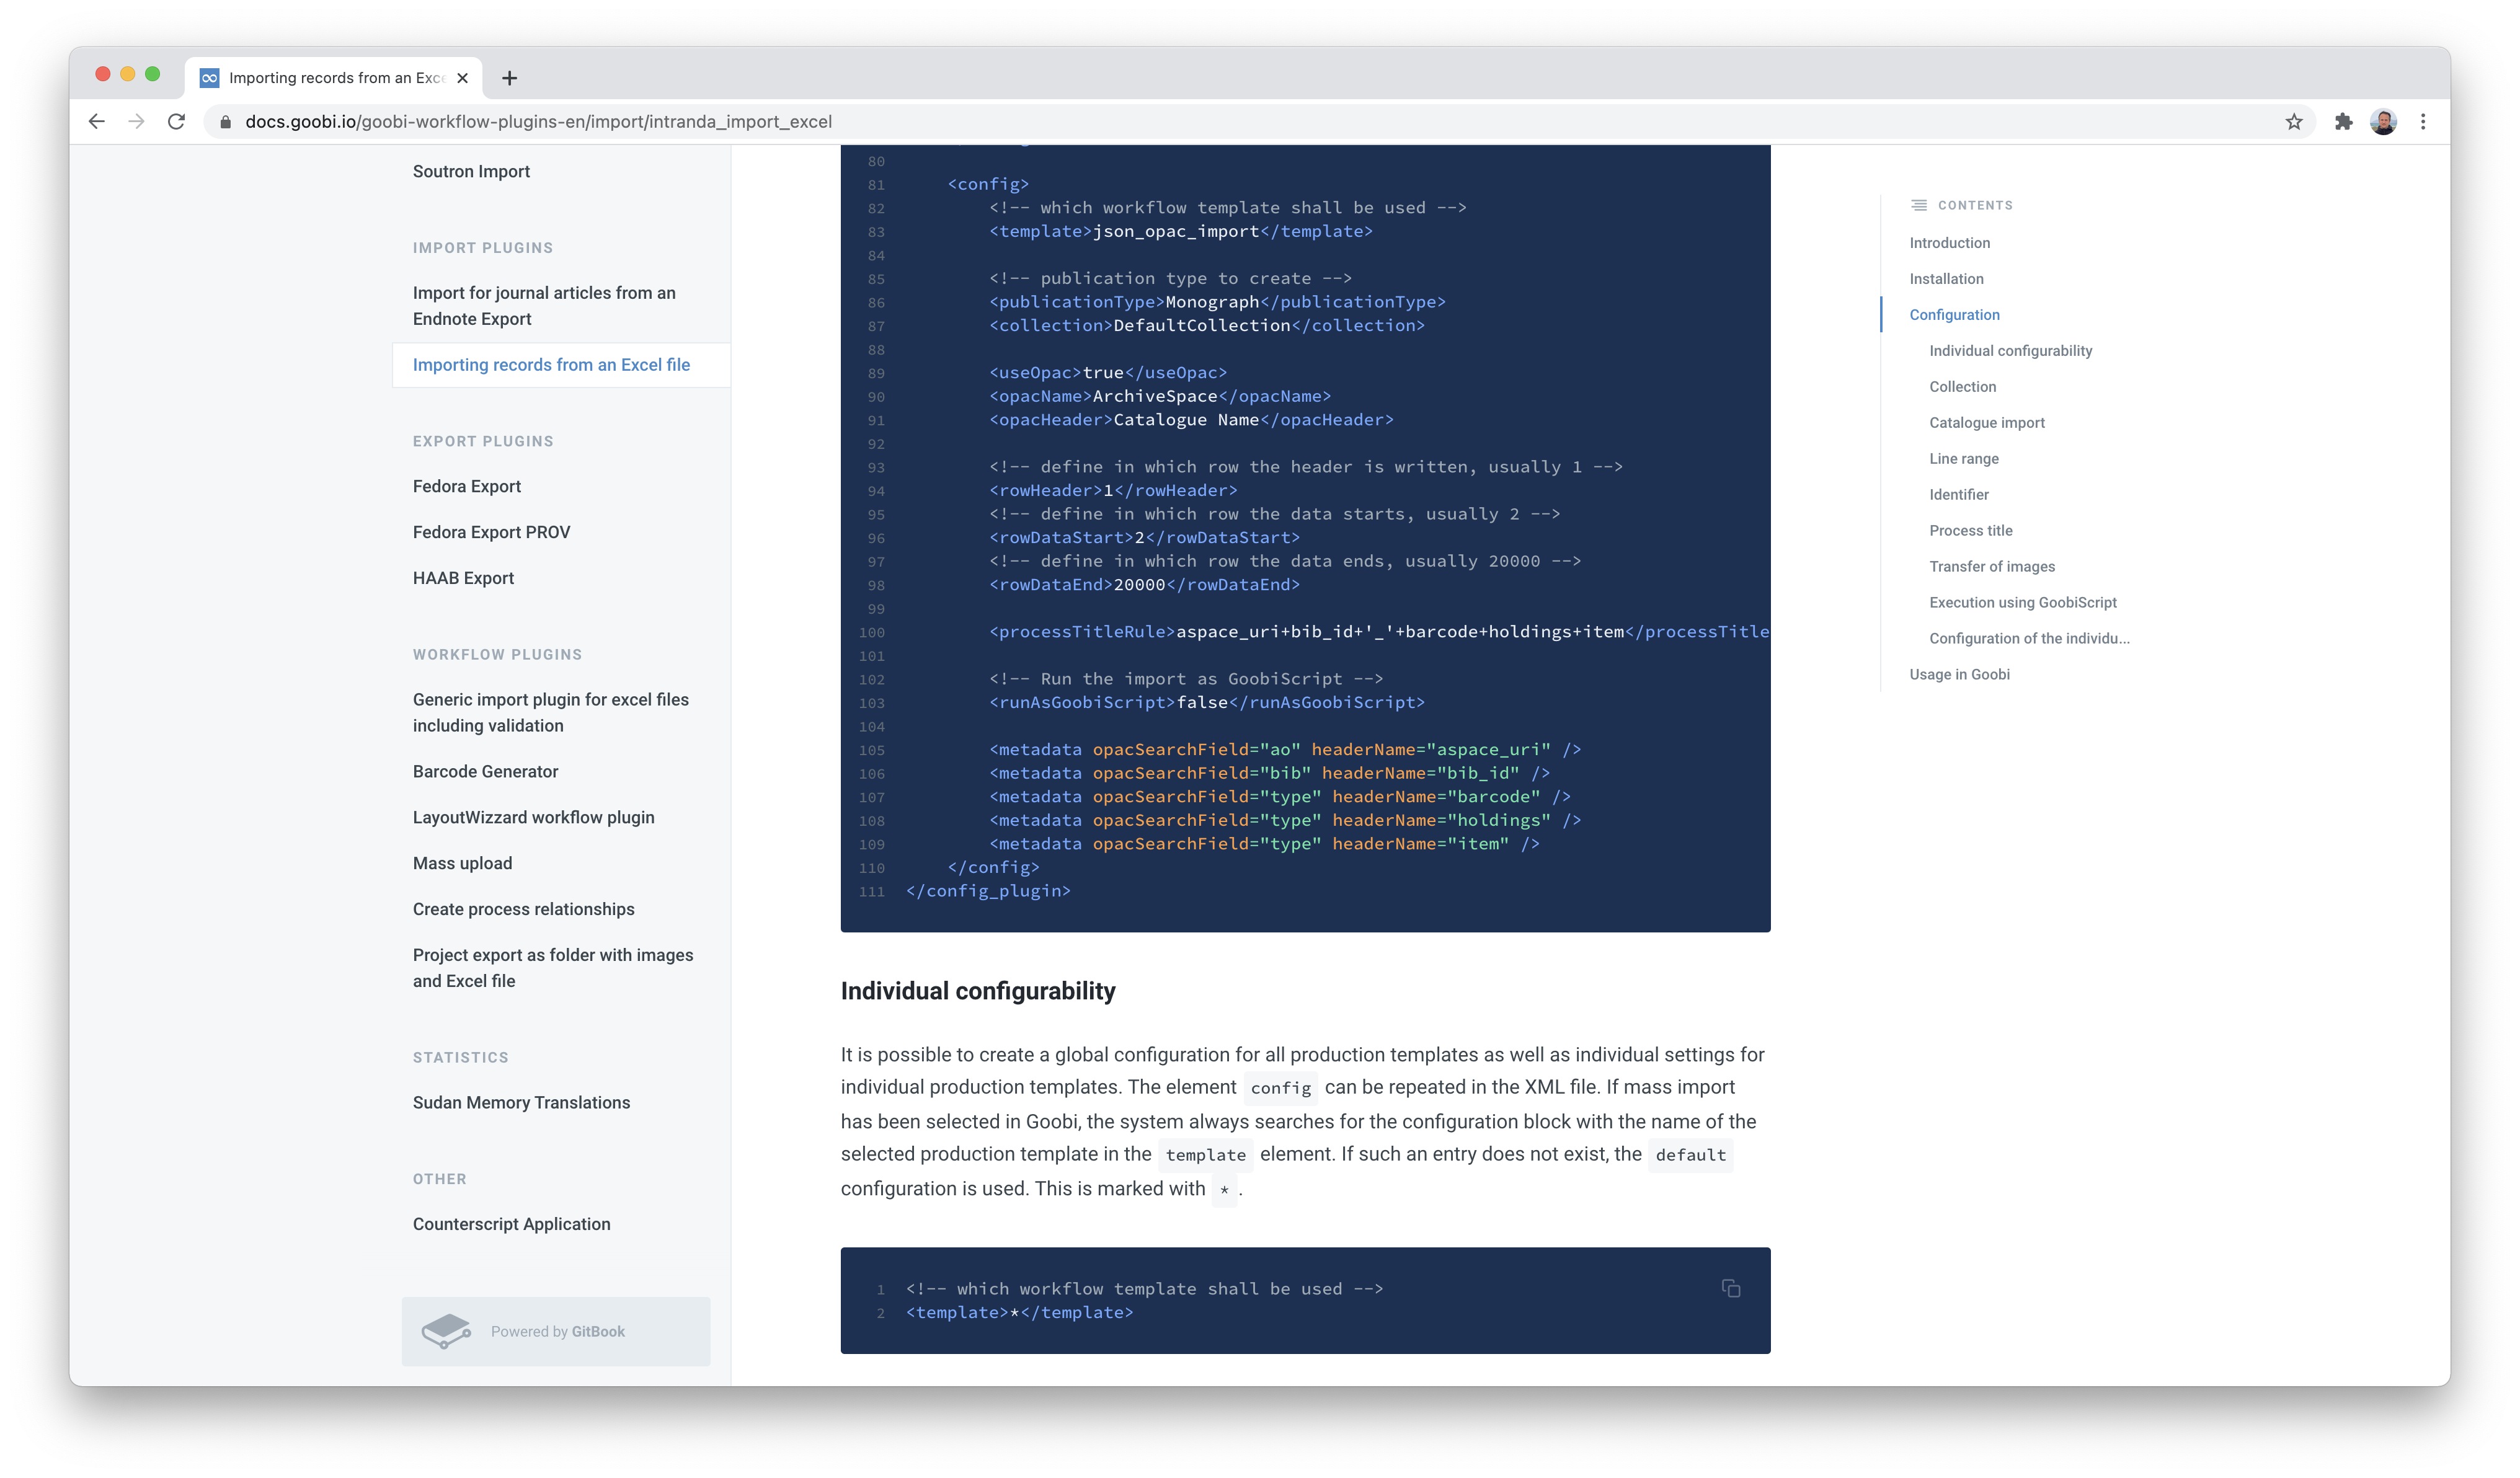 Importing records from an Exce
docs.goobi.io/goobi-workflow-plugins-en/import/intranda_import_excel
Soutron Import
IMPORT PLUGINS
Import for journal articles from an
Endnote Export
Importing records from an Excel file
EXPORT PLUGINS
Fedora Export
Fedora Export PROV
HAAB Export
WORKFLOW PLUGINS
Generic import plugin for excel files
including validation
Barcode Generator
LayoutWizzard workflow plugin
Mass upload
Create process relationships
Project export as folder with images
and Excel file
STATISTICS
Sudan Memory Translations
OTHER
Counterscript Application
Powered by GitBook
80
81 <config>
82 <!-- which workflow template shall be used -->
83 <template>json_opac_import</template>
84
85 <!-- publication type to create -->
86 <publicationType>Monograph</publicationType>
87 <collection>DefaultCollection</collection>
88
89 <useOpac>true</useOpac>
90 <opacName>ArchiveSpace</opacName>
91 <opacHeader>Catalogue Name</opacHeader>
92
93 <!-- define in which row the header is written, usually 1 -->
94 <rowHeader>1</rowHeader>
95 <!-- define in which row the data starts, usually 2 -->
96 <rowDataStart>2</rowDataStart>
97 <!-- define in which row the data ends, usually 20000 -->
98 <rowDataEnd>20000</rowDataEnd>
99
100 <processTitleRule>aspace_uri+bib_id+'_'+barcode+holdings+item</processTitle
101
102 <!-- Run the import as GoobiScript -->
103 <runAsGoobiScript>false</runAsGoobiScript>
104
105 <metadata opacSearchField="ao" headerName="aspace_uri" />
106 <metadata opacSearchField="bib" headerName="bib_id" />
107 <metadata opacSearchField="type" headerName="barcode" />
108 <metadata opacSearchField="type" headerName="holdings" />
109 <metadata opacSearchField="type" headerName="item" />
110 </config>
111 </config_plugin>
Individual configurability
It is possible to create a global configuration for all production templates as well as individual settings for
individual production templates. The element config can be repeated in the XML file. If mass import
has been selected in Goobi, the system always searches for the configuration block with the name of the
selected production template in the template element. If such an entry does not exist, the default
configuration is used. This is marked with * .
1 <!-- which workflow template shall be used -->
2 <template>*</template>
CONTENTS
Introduction
Installation
Configuration
Individual configurability
Collection
Catalogue import
Line range
Identifier
Process title
Transfer of images
Execution using GoobiScript
Configuration of the individu...
Usage in Goobi